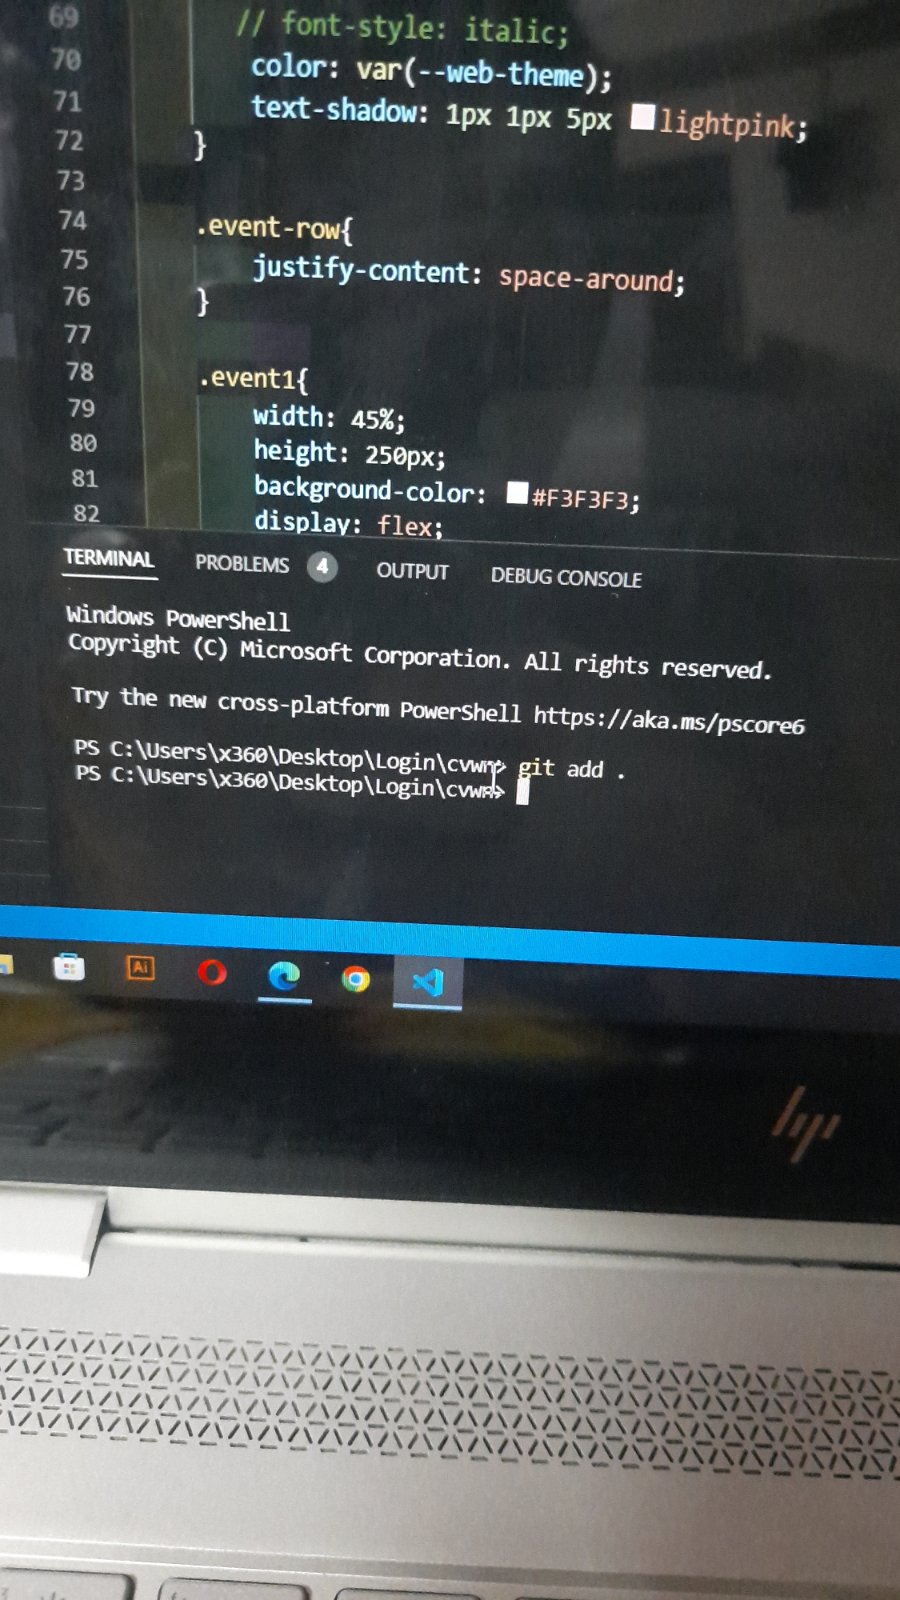 69 // font-style: italic;
70 color: var(--web-theme);
71 text-shadow: 1px 1px 5px lightpink;
72 }
73
74 .event-row{
75 justify-content: space-around;
76 }
77
78 .event1{
79 width: 45%;
80 height: 250px;
81 background-color: #F3F3F3;
82 display: flex;
TERMINAL PROBLEMS 4 OUTPUT DEBUG CONSOLE
Windows PowerShell
Copyright (C) Microsoft Corporation. All rights reserved.
Try the new cross-platform PowerShell https://aka.ms/pscore6
PS C:\Users\x360\Desktop\Login\ git add .
PS C:\Users\x360\Desktop\Login\
Ai
hp